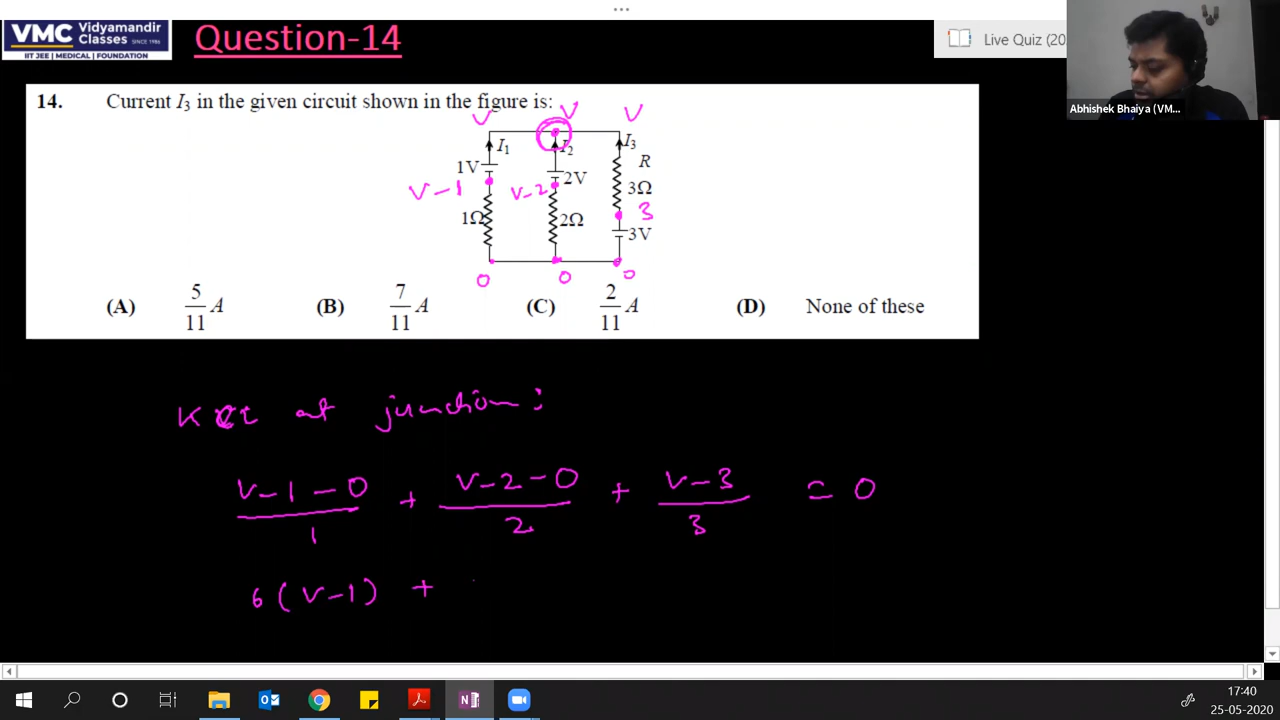 ...
VMC Vidyamandir Classes SINCE 1986
IIT JEE | MEDICAL | FOUNDATION
Question-14
Live Quiz (20
Abhishek Bhaiya (VM...
14. Current I₃ in the given circuit shown in the figure is:
V V V
I₁ I₂ I₃
R
1V 2V 3Ω
V-1 V-2 3
1Ω 2Ω 3V
0 0 0
(A) 5/11 A (B) 7/11 A (C) 2/11 A (D) None of these
KCL at junction:
(V-1-0)/1 + (V-2-0)/2 + (V-3)/3 = 0
6(V-1) +
17:40
25-05-2020